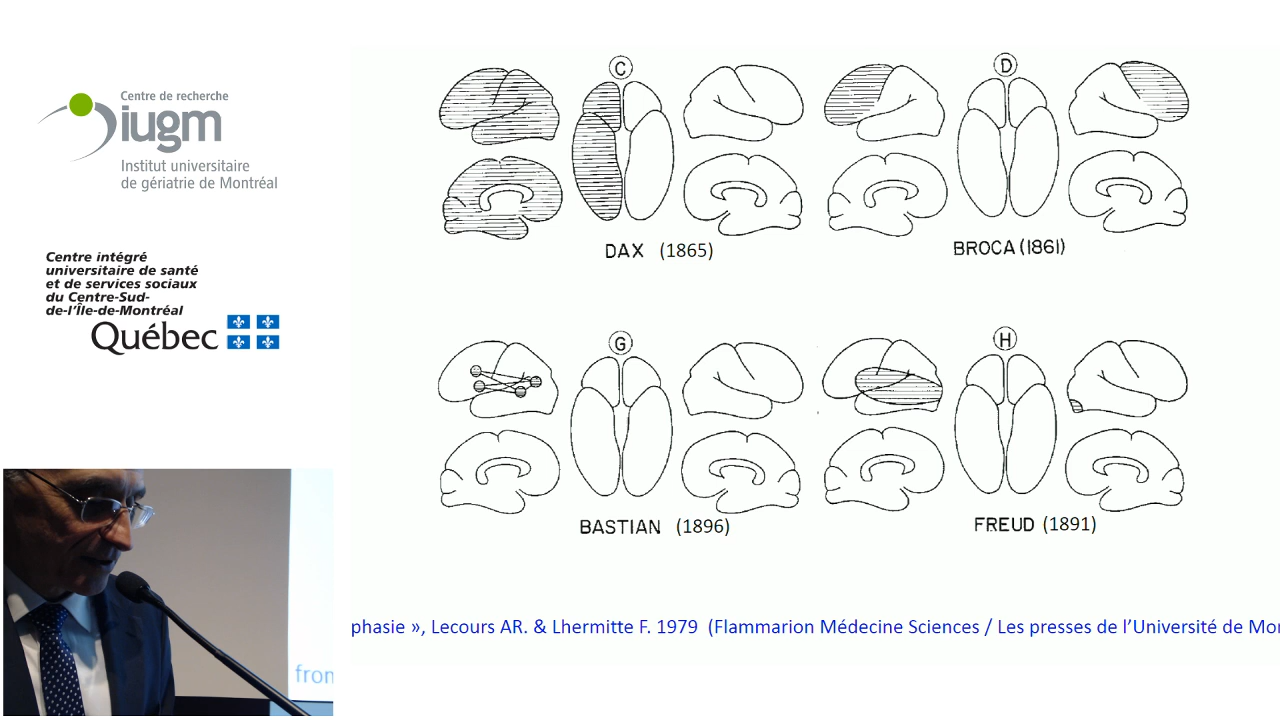 Centre de recherche
iugm
Institut universitaire
de gériatrie de Montréal
Centre intégré
universitaire de santé
et de services sociaux
du Centre-Sud-
de-l'Île-de-Montréal
Québec
C
D
DAX (1865)
BROCA (1861)
G
H
BASTIAN (1896)
FREUD (1891)
phasie », Lecours AR. & Lhermitte F. 1979 (Flammarion Médecine Sciences / Les presses de l'Université de Mo